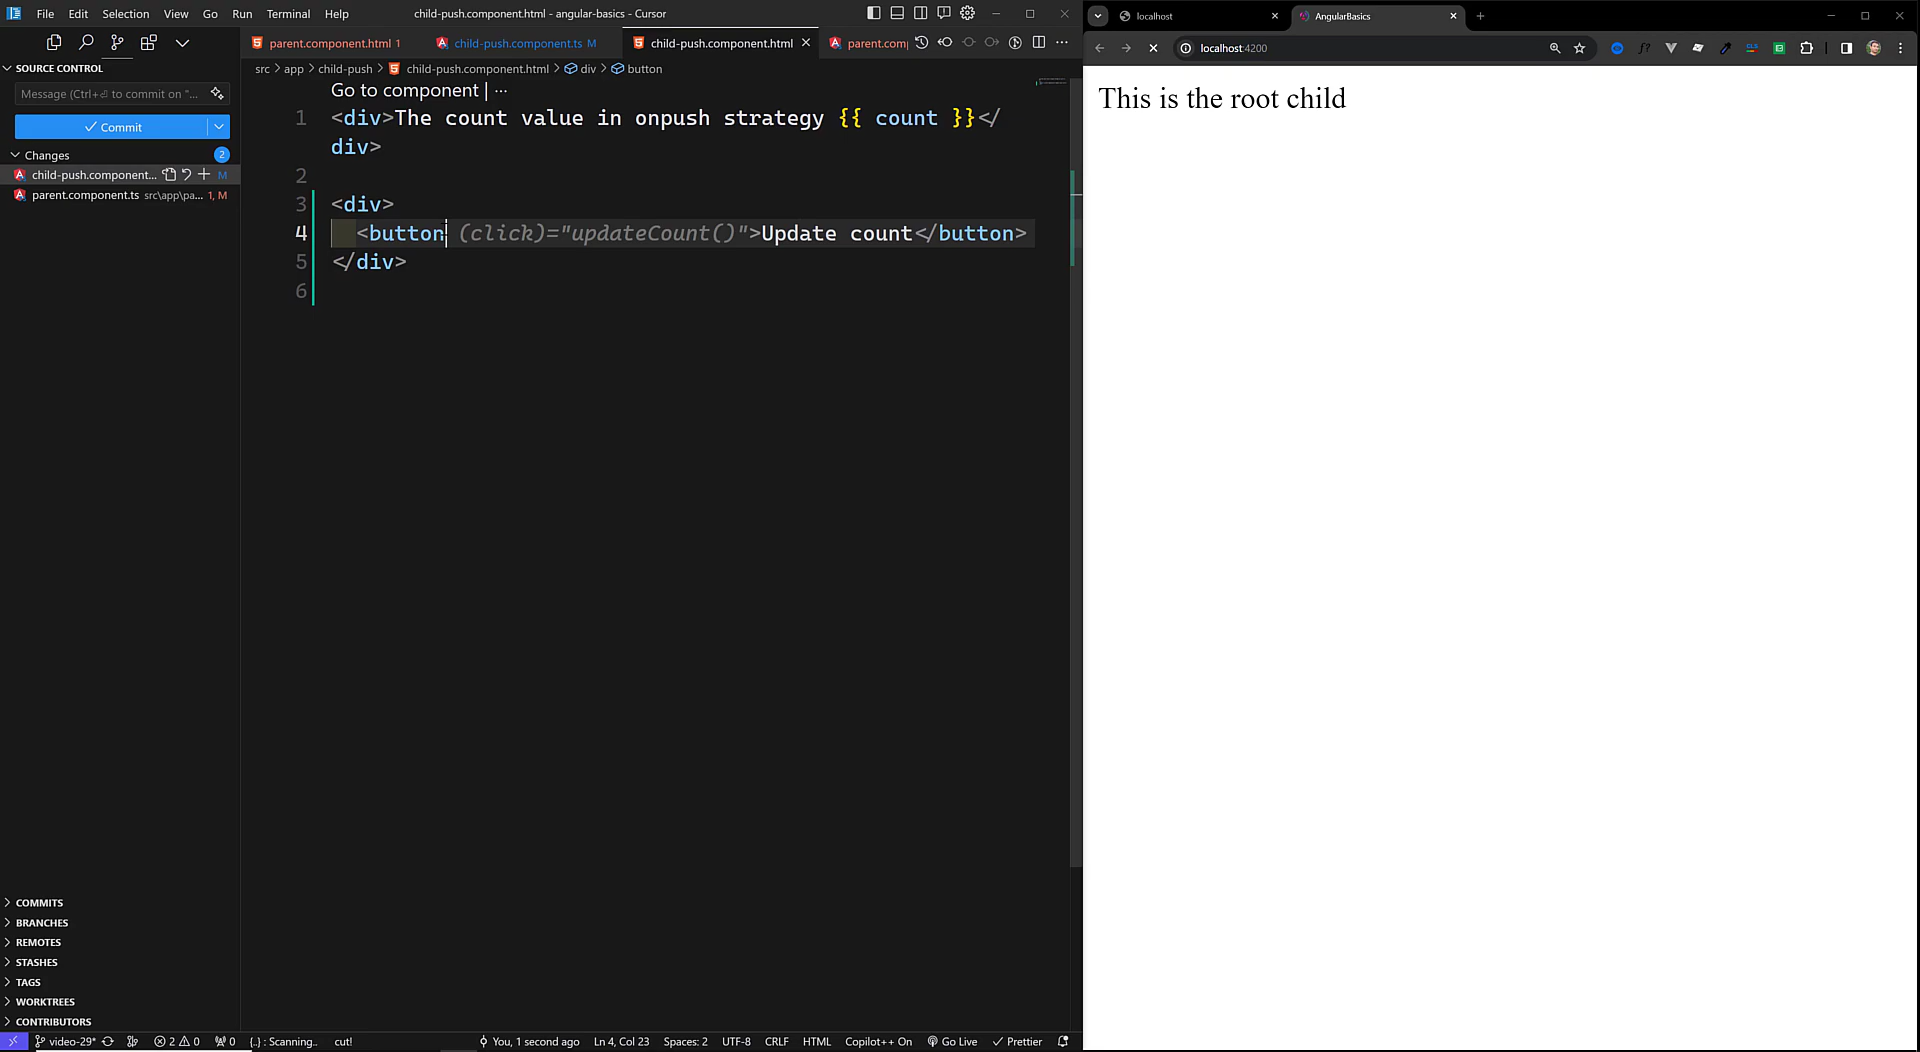 File Edit Selection View Go Run Terminal Help
child-push.component.html - angular-basics - Cursor
SOURCE CONTROL
Message (Ctrl+⏎ to commit on "...
Commit
Changes 2
child-push.component... M
parent.component.ts src\app\pa... 1, M
COMMITS
BRANCHES
REMOTES
STASHES
TAGS
WORKTREES
CONTRIBUTORS
parent.component.html 1 child-push.component.ts M child-push.component.html parent.com
src > app > child-push > child-push.component.html > div > button
Go to component | ...
1 <div>The count value in onpush strategy {{ count }}</
div>
2
3 <div>
4 <button (click)="updateCount()">Update count</button>
5 </div>
6
video-29* 2 0 0 {..} : Scanning.. cut! You, 1 second ago Ln 4, Col 23 Spaces: 2 UTF-8 CRLF HTML Copilot++ On Go Live Prettier
localhost AngularBasics
localhost:4200
This is the root child